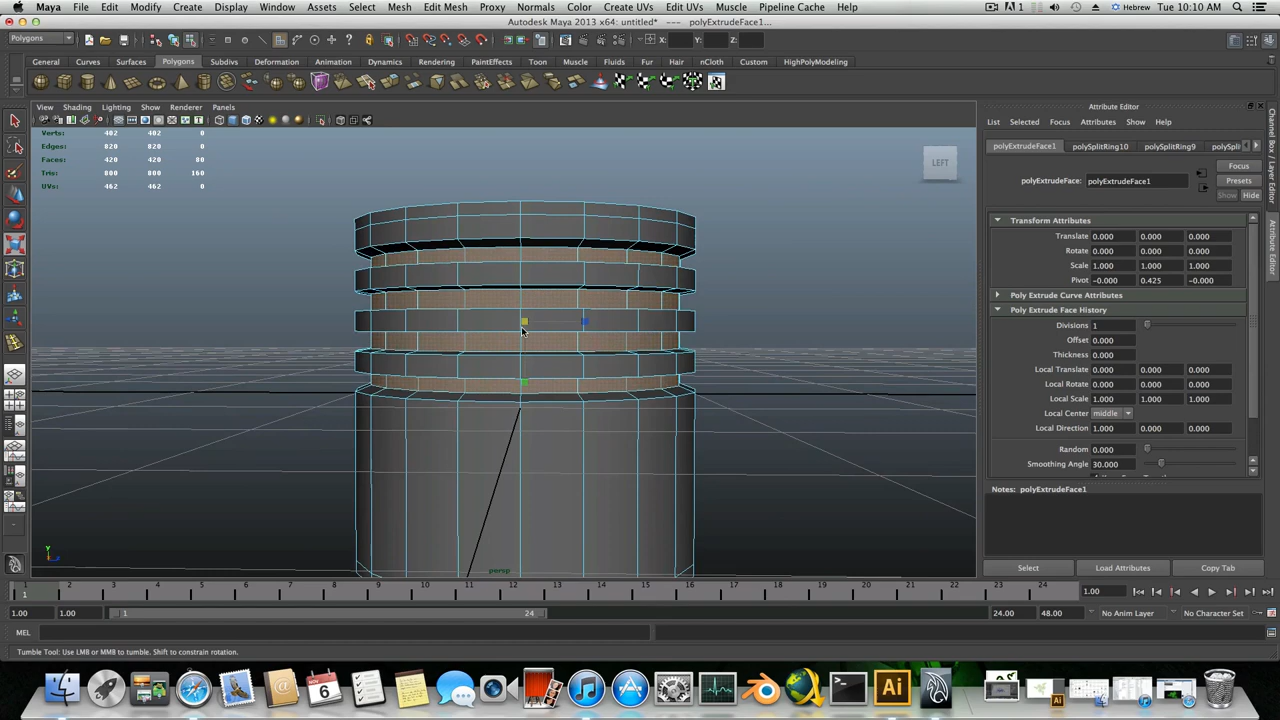 Maya File Edit Modify Create Display Window Assets Select Mesh Edit Mesh Proxy Normals Color Create UVs Edit UVs Muscle Pipeline Cache Help 1 Hebrew Tue 10:10 AM
Autodesk Maya 2013 x64: untitled* --- polyExtrudeFace1...
Polygons X: Y: Z:
General Curves Surfaces Polygons Subdivs Deformation Animation Dynamics Rendering PaintEffects Toon Muscle Fluids Fur Hair nCloth Custom HighPolyModeling
View Shading Lighting Show Renderer Panels
Verts: 402 402 0
Edges: 820 820 0
Faces: 420 420 80
Tris: 800 800 160
UVs: 462 462 0
LEFT
persp
Y
Attribute Editor
List Selected Focus Attributes Show Help
polyExtrudeFace1 polySplitRing10 polySplitRing9 polySpli
Focus
polyExtrudeFace: polyExtrudeFace1 Presets
Show Hide
Transform Attributes
Translate 0.000 0.000 0.000
Rotate 0.000 0.000 0.000
Scale 1.000 1.000 1.000
Pivot -0.000 0.425 -0.000
Poly Extrude Curve Attributes
Poly Extrude Face History
Divisions 1
Offset 0.000
Thickness 0.000
Local Translate 0.000 0.000 0.000
Local Rotate 0.000 0.000 0.000
Local Scale 1.000 1.000 1.000
Local Center middle
Local Direction 1.000 0.000 0.000
Random 0.000
Smoothing Angle 30.000
Notes: polyExtrudeFace1
Select Load Attributes Copy Tab
Channel Box / Layer Editor
Attribute Editor
1 2 3 4 5 6 7 8 9 10 11 12 13 14 15 16 17 18 19 20 21 22 23 24
1 1.00
1.00 1.00 1 24 24.00 48.00 No Anim Layer No Character Set
MEL
Tumble Tool: Use LMB or MMB to tumble. Shift to constrain rotation.
NOV
6
Ai